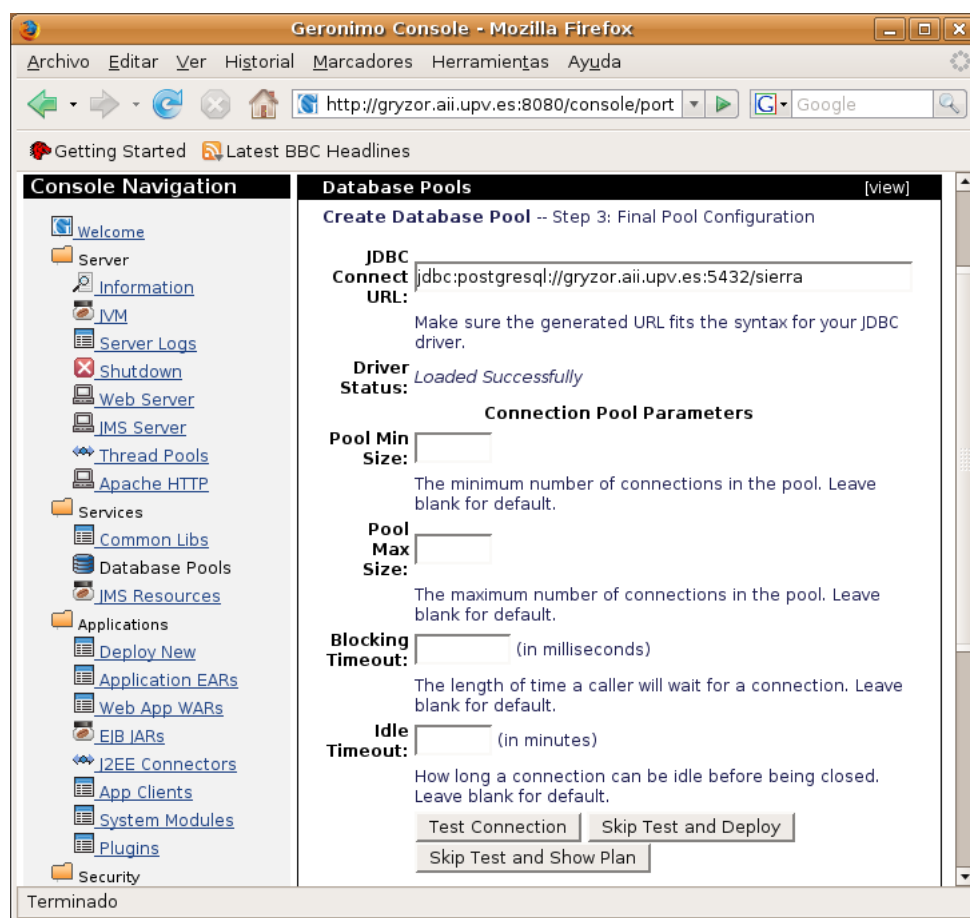 Geronimo Console - Mozilla Firefox
Archivo Editar Ver Historial Marcadores Herramientas Ayuda
http://gryzor.aii.upv.es:8080/console/port
G Google
Getting Started Latest BBC Headlines
Console Navigation
Welcome
Server
Information
JVM
Server Logs
Shutdown
Web Server
JMS Server
Thread Pools
Apache HTTP
Services
Common Libs
Database Pools
JMS Resources
Applications
Deploy New
Application EARs
Web App WARs
EJB JARs
J2EE Connectors
App Clients
System Modules
Plugins
Security
Database Pools [view]
Create Database Pool -- Step 3: Final Pool Configuration
JDBC
Connect
URL:
jdbc:postgresql://gryzor.aii.upv.es:5432/sierra
Make sure the generated URL fits the syntax for your JDBC
driver.
Driver
Status:
Loaded Successfully
Connection Pool Parameters
Pool Min
Size:
The minimum number of connections in the pool. Leave
blank for default.
Pool
Max
Size:
The maximum number of connections in the pool. Leave
blank for default.
Blocking
Timeout:
(in milliseconds)
The length of time a caller will wait for a connection. Leave
blank for default.
Idle
Timeout:
(in minutes)
How long a connection can be idle before being closed.
Leave blank for default.
Test Connection Skip Test and Deploy
Skip Test and Show Plan
Terminado